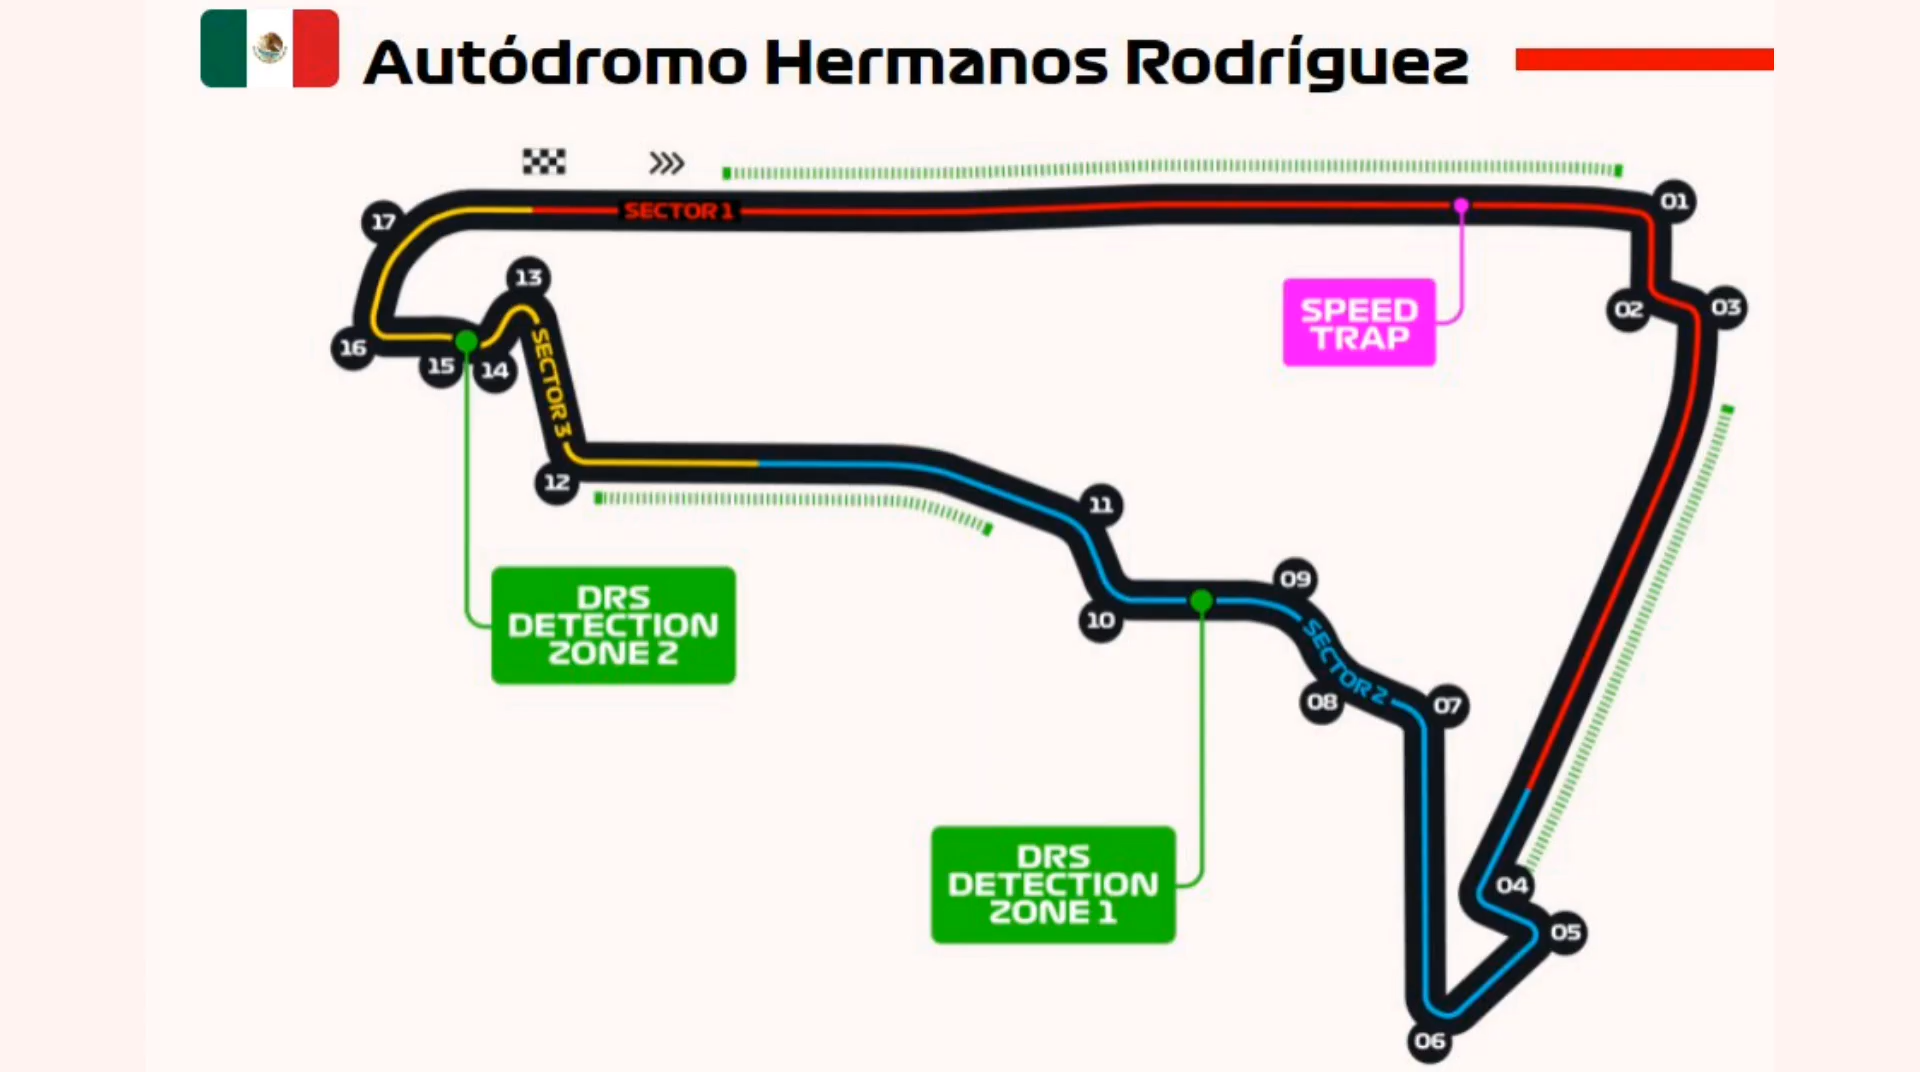 Autódromo Hermanos Rodríguez
SECTOR 1
01
17
13
02
03
SPEED
TRAP
16
15
14
SECTOR 3
12
11
09
10
SECTOR 2
08
07
DRS
DETECTION
ZONE 2
DRS
DETECTION
ZONE 1
04
05
06